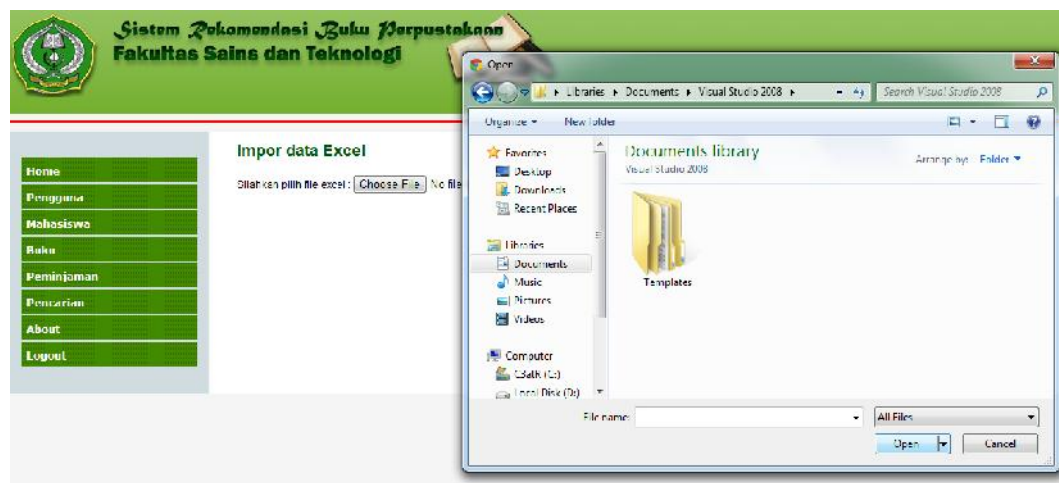 Sistem Rekomendasi Buku Perpustakaan
Fakultas Sains dan Teknologi
Home
Pengguna
Mahasiswa
Buku
Peminjaman
Pencarian
About
Logout
Impor data Excel
Silahkan pilih file excel : Choose File No file
Open
Libraries Documents Visual Studio 2008
Search Visual Studio 2008
Organize New folder
Favorites
Desktop
Downloads
Recent Places
Libraries
Documents
Music
Pictures
Videos
Computer
(C:)
Local Disk (D:)
Documents library
Visual Studio 2008
Arrange by: Folder
Templates
File name:
All Files
Open Cancel